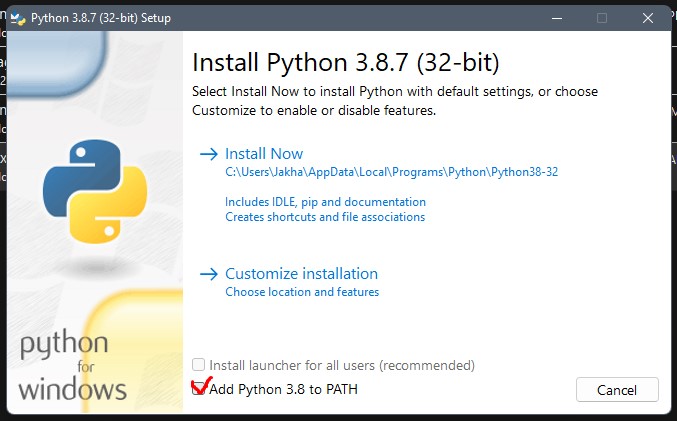 Python 3.8.7 (32-bit) Setup
Install Python 3.8.7 (32-bit)
Select Install Now to install Python with default settings, or choose
Customize to enable or disable features.
Install Now
C:\Users\Jakha\AppData\Local\Programs\Python\Python38-32
Includes IDLE, pip and documentation
Creates shortcuts and file associations
Customize installation
Choose location and features
Install launcher for all users (recommended)
Add Python 3.8 to PATH
Cancel
python
for
windows